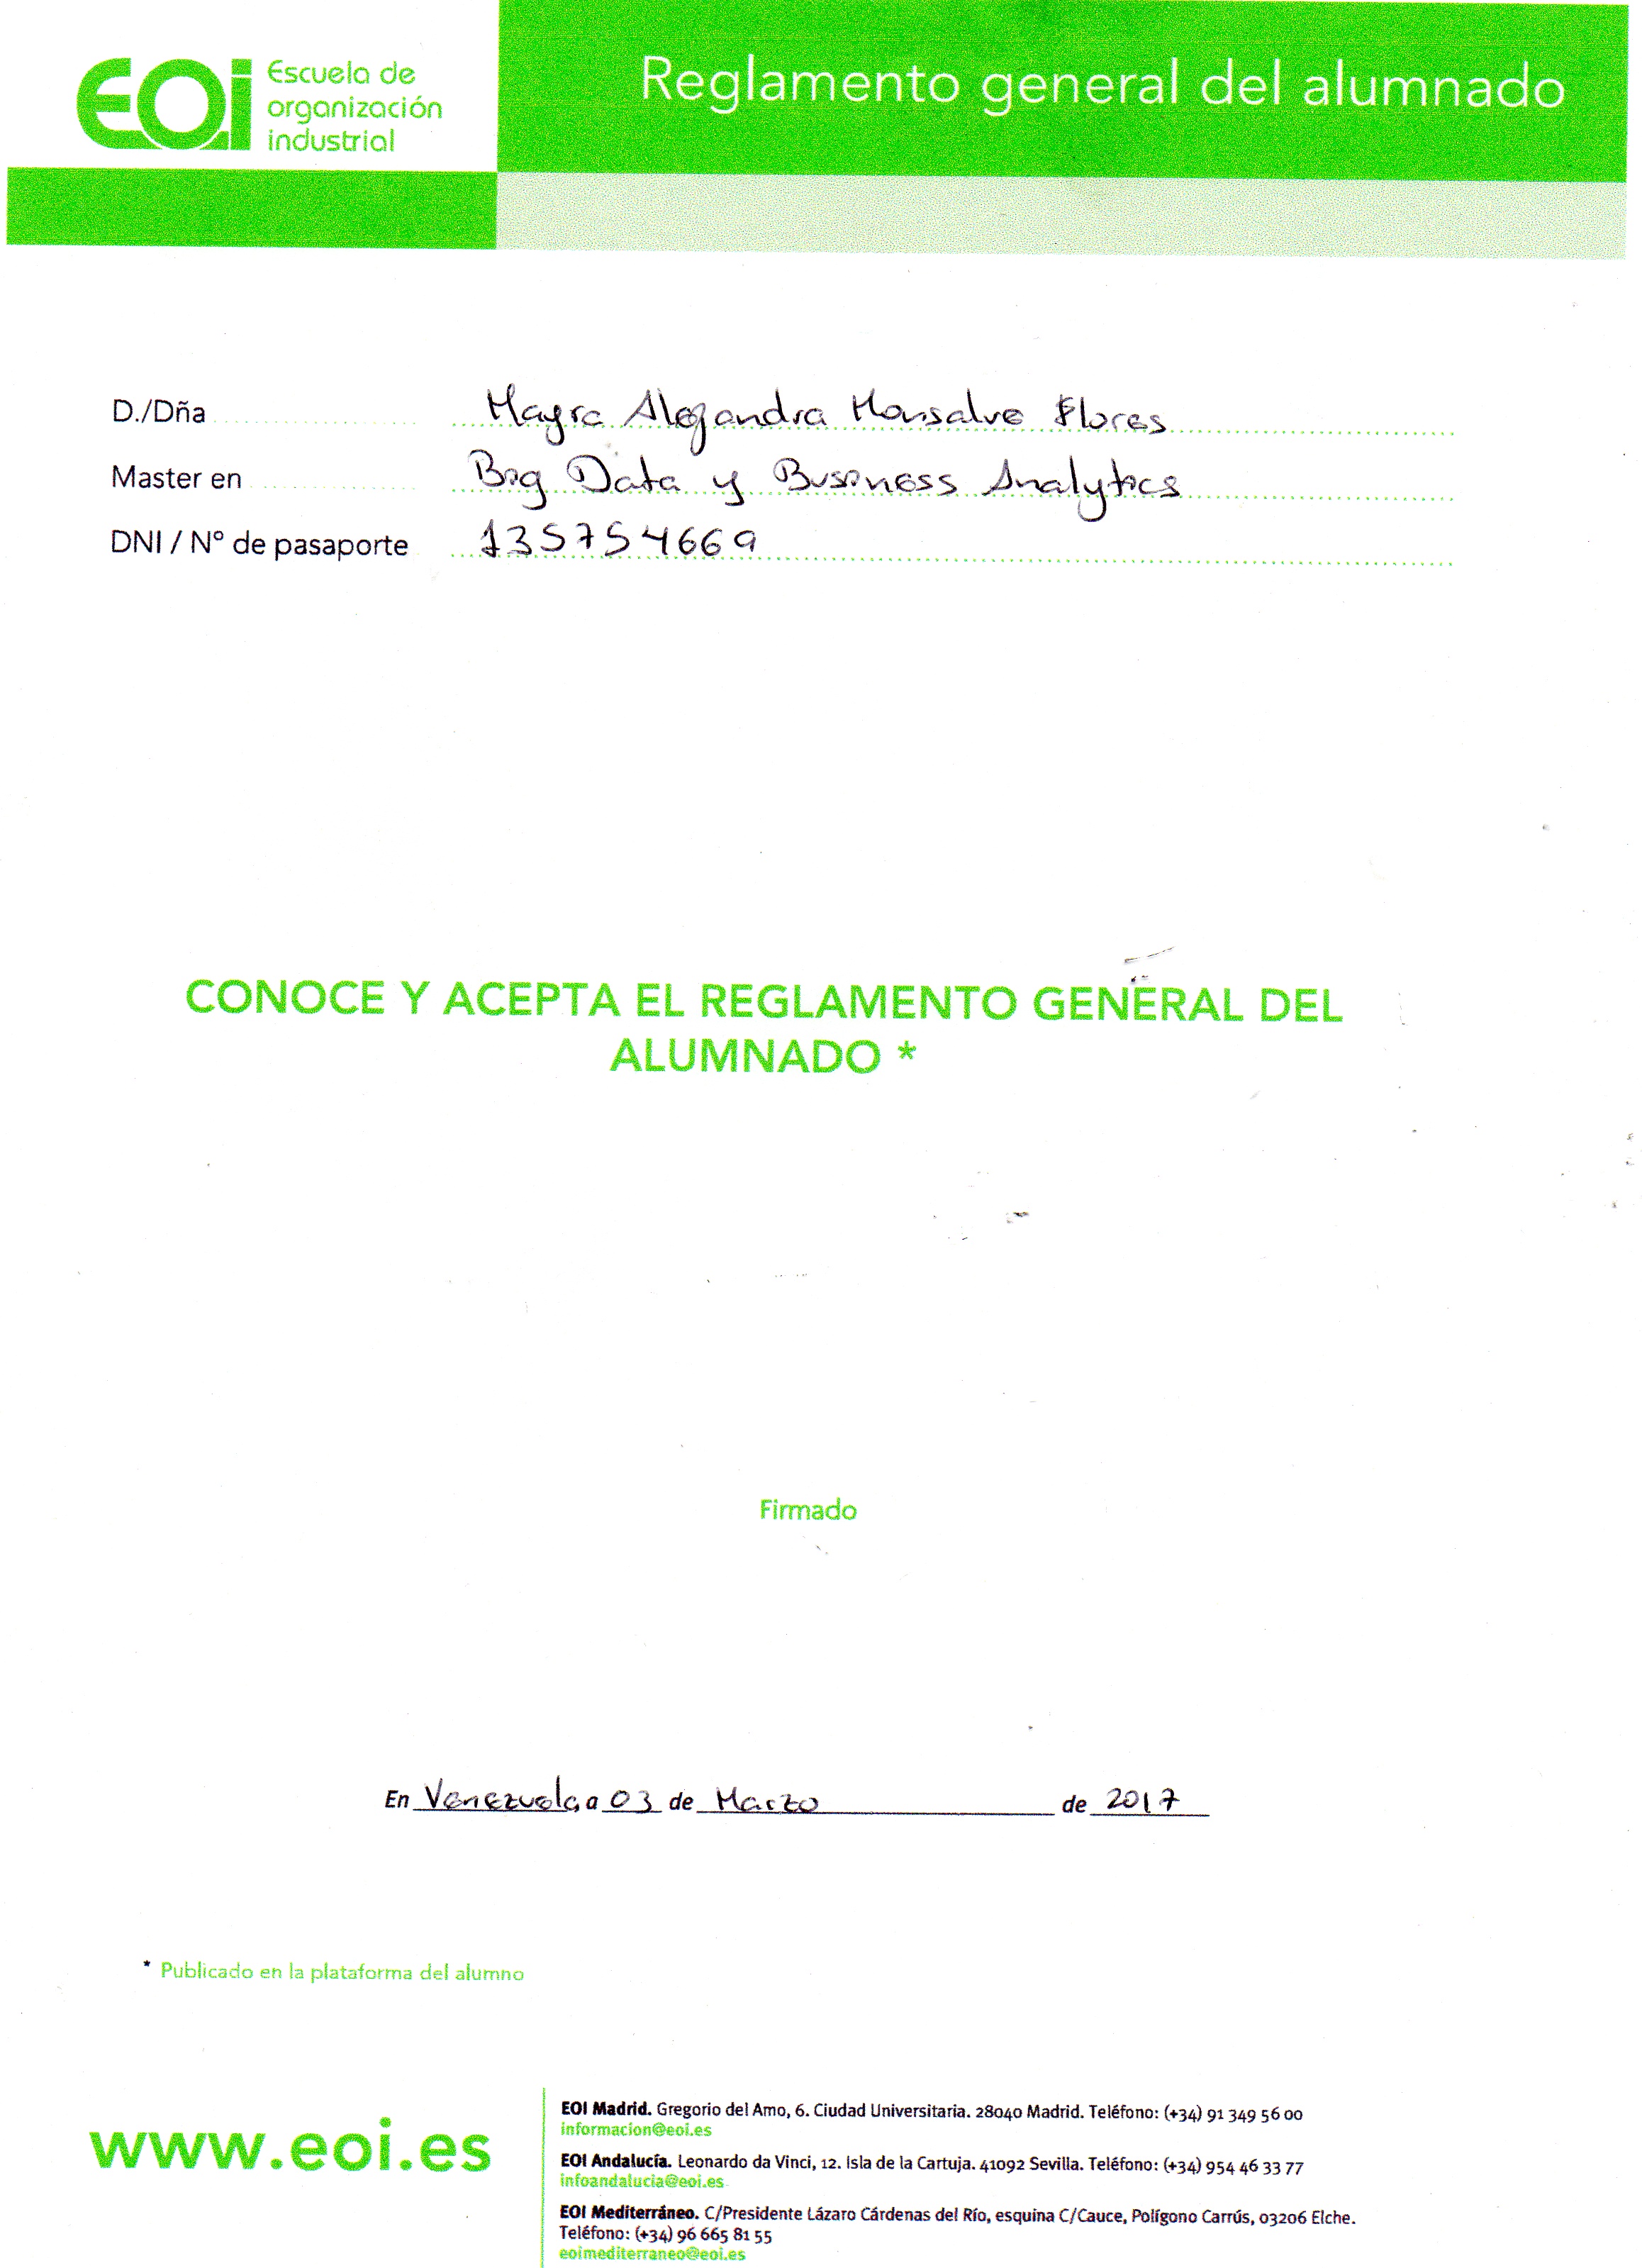 EOI Escuela de
organización
industrial
Reglamento general del alumnado
D./Dña Mayra Alejandra Monsalve Flores
Master en Big Data y Business Analytics
DNI / Nº de pasaporte 135754669
CONOCE Y ACEPTA EL REGLAMENTO GENERAL DEL
ALUMNADO *
Firmado
En Venezuela, a 03 de Marzo de 2017
* Publicado en la plataforma del alumno
www.eoi.es
EOI Madrid. Gregorio del Amo, 6. Ciudad Universitaria. 28040 Madrid. Teléfono: (+34) 91 349 56 00
informacion@eoi.es
EOI Andalucía. Leonardo da Vinci, 12. Isla de la Cartuja. 41092 Sevilla. Teléfono: (+34) 954 46 33 77
infoandalucia@eoi.es
EOI Mediterráneo. C/Presidente Lázaro Cárdenas del Río, esquina C/Cauce, Polígono Carrús, 03206 Elche.
Teléfono: (+34) 96 665 81 55
eoimediterraneo@eoi.es